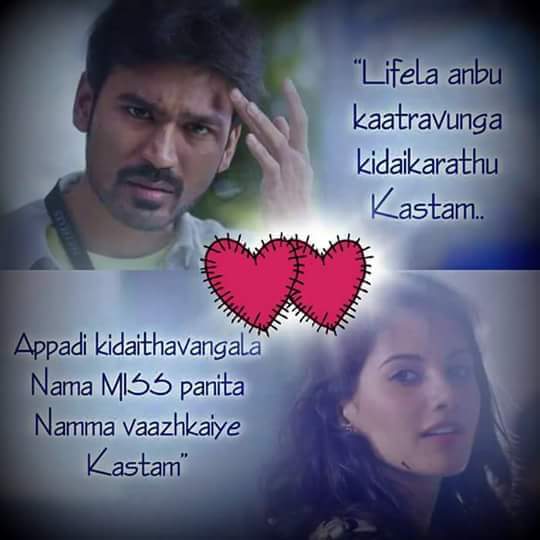 “Lifela anbu
kaatravunga
kidaikarathu
Kastam..
Appadi kidaithavangala
Nama MISS panita
Namma vaazhkaiye
Kastam”